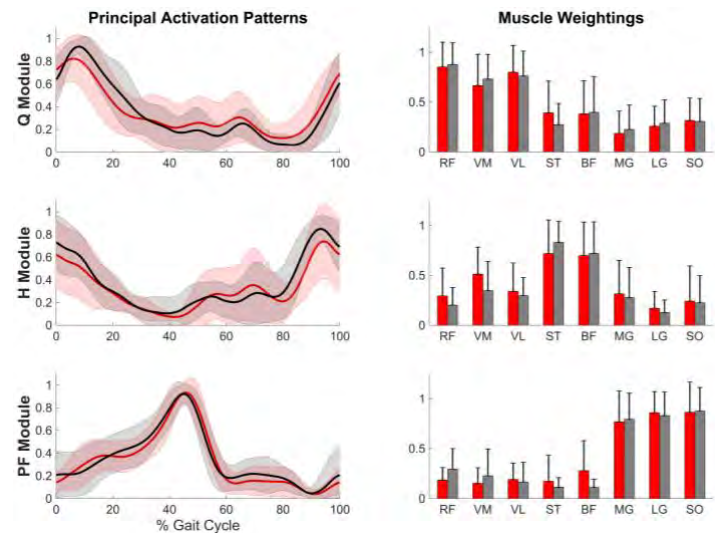 Principal Activation Patterns
Muscle Weightings
Q Module
1
0.8
0.6
0.4
0.2
0
0 20 40 60 80 100
1
0.5
0
RF VM VL ST BF MG LG SO
H Module
1
0.8
0.6
0.4
0.2
0
0 20 40 60 80 100
1
0.5
0
RF VM VL ST BF MG LG SO
PF Module
1
0.8
0.6
0.4
0.2
0
0 20 40 60 80 100
% Gait Cycle
1
0.5
0
RF VM VL ST BF MG LG SO